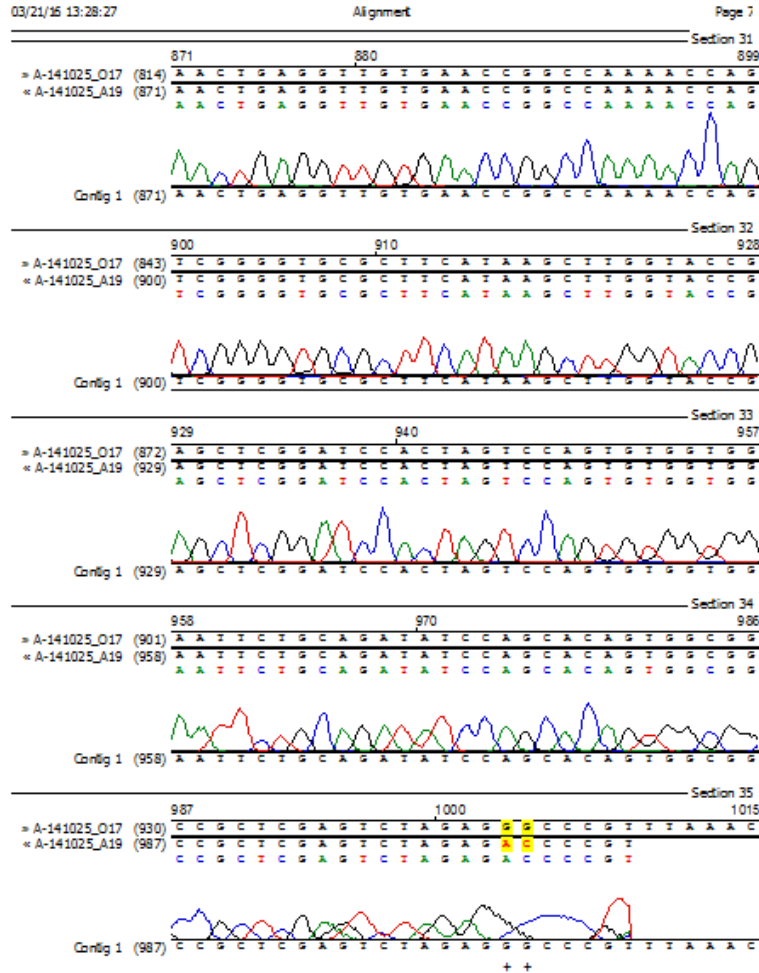 03/21/16 13:28:27 Alignment Page 7
Section 31
871 880 899
» A-141025_O17 (814) A A C T G A G G T T G T G A A C C G G C C A A A A C C A G
« A-141025_A19 (871) A A C T G A G G T T G T G A A C C G G C C A A A A C C A G
A A C T G A G G T T G T G A A C C G G C C A A A A C C A G
Contig 1 (871) A A C T G A G G T T G T G A A C C G G C C A A A A C C A G
Section 32
900 910 928
» A-141025_O17 (843) T C G G G G T G C G C T T C A T A A G C T T G G T A C C G
« A-141025_A19 (900) T C G G G G T G C G C T T C A T A A G C T T G G T A C C G
T C G G G G T G C G C T T C A T A A G C T T G G T A C C G
Contig 1 (900) T C G G G G T G C G C T T C A T A A G C T T G G T A C C G
Section 33
929 940 957
» A-141025_O17 (872) A G C T C G G A T C C A C T A G T C C A G T G T G G T G G
« A-141025_A19 (929) A G C T C G G A T C C A C T A G T C C A G T G T G G T G G
A G C T C G G A T C C A C T A G T C C A G T G T G G T G G
Contig 1 (929) A G C T C G G A T C C A C T A G T C C A G T G T G G T G G
Section 34
958 970 986
» A-141025_O17 (901) A A T T C T G C A G A T A T C C A G C A C A G T G G C G G
« A-141025_A19 (958) A A T T C T G C A G A T A T C C A G C A C A G T G G C G G
A A T T C T G C A G A T A T C C A G C A C A G T G G C G G
Contig 1 (958) A A T T C T G C A G A T A T C C A G C A C A G T G G C G G
Section 35
987 1000 1015
» A-141025_O17 (930) C C G C T C G A G T C T A G A G G G C C C G T T T A A A C
« A-141025_A19 (987) C C G C T C G A G T C T A G A G A C C C C G T
C C G C T C G A G T C T A G A G A C C C C G T
Contig 1 (987) C C G C T C G A G T C T A G A G G G C C C G T T T A A A C
+ +